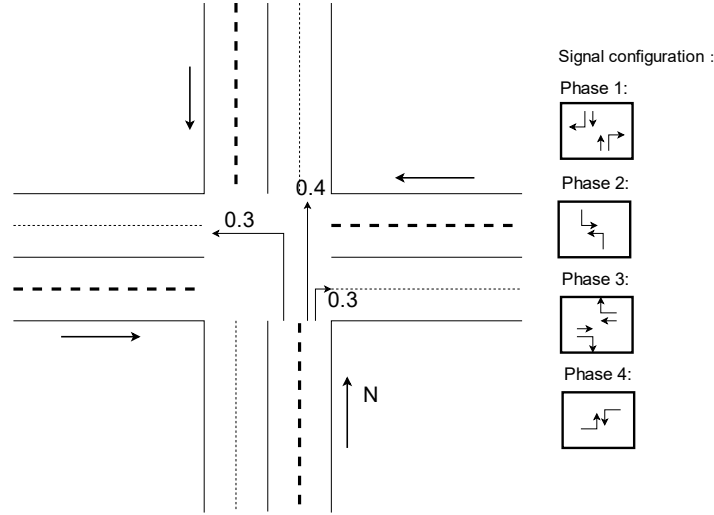 Signal configuration :
Phase 1:
Phase 2:
Phase 3:
Phase 4:
0.4
0.3
0.3
N